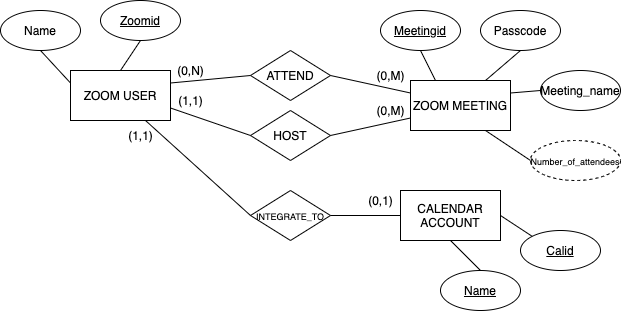 Name
Zoomid
Meetingid
Passcode
ZOOM USER
(0,N)
ATTEND
(0,M)
Meeting_name
(1,1)
HOST
(0,M)
ZOOM MEETING
(1,1)
Number_of_attendees
INTEGRATE_TO
(0,1)
CALENDAR
ACCOUNT
Calid
Name